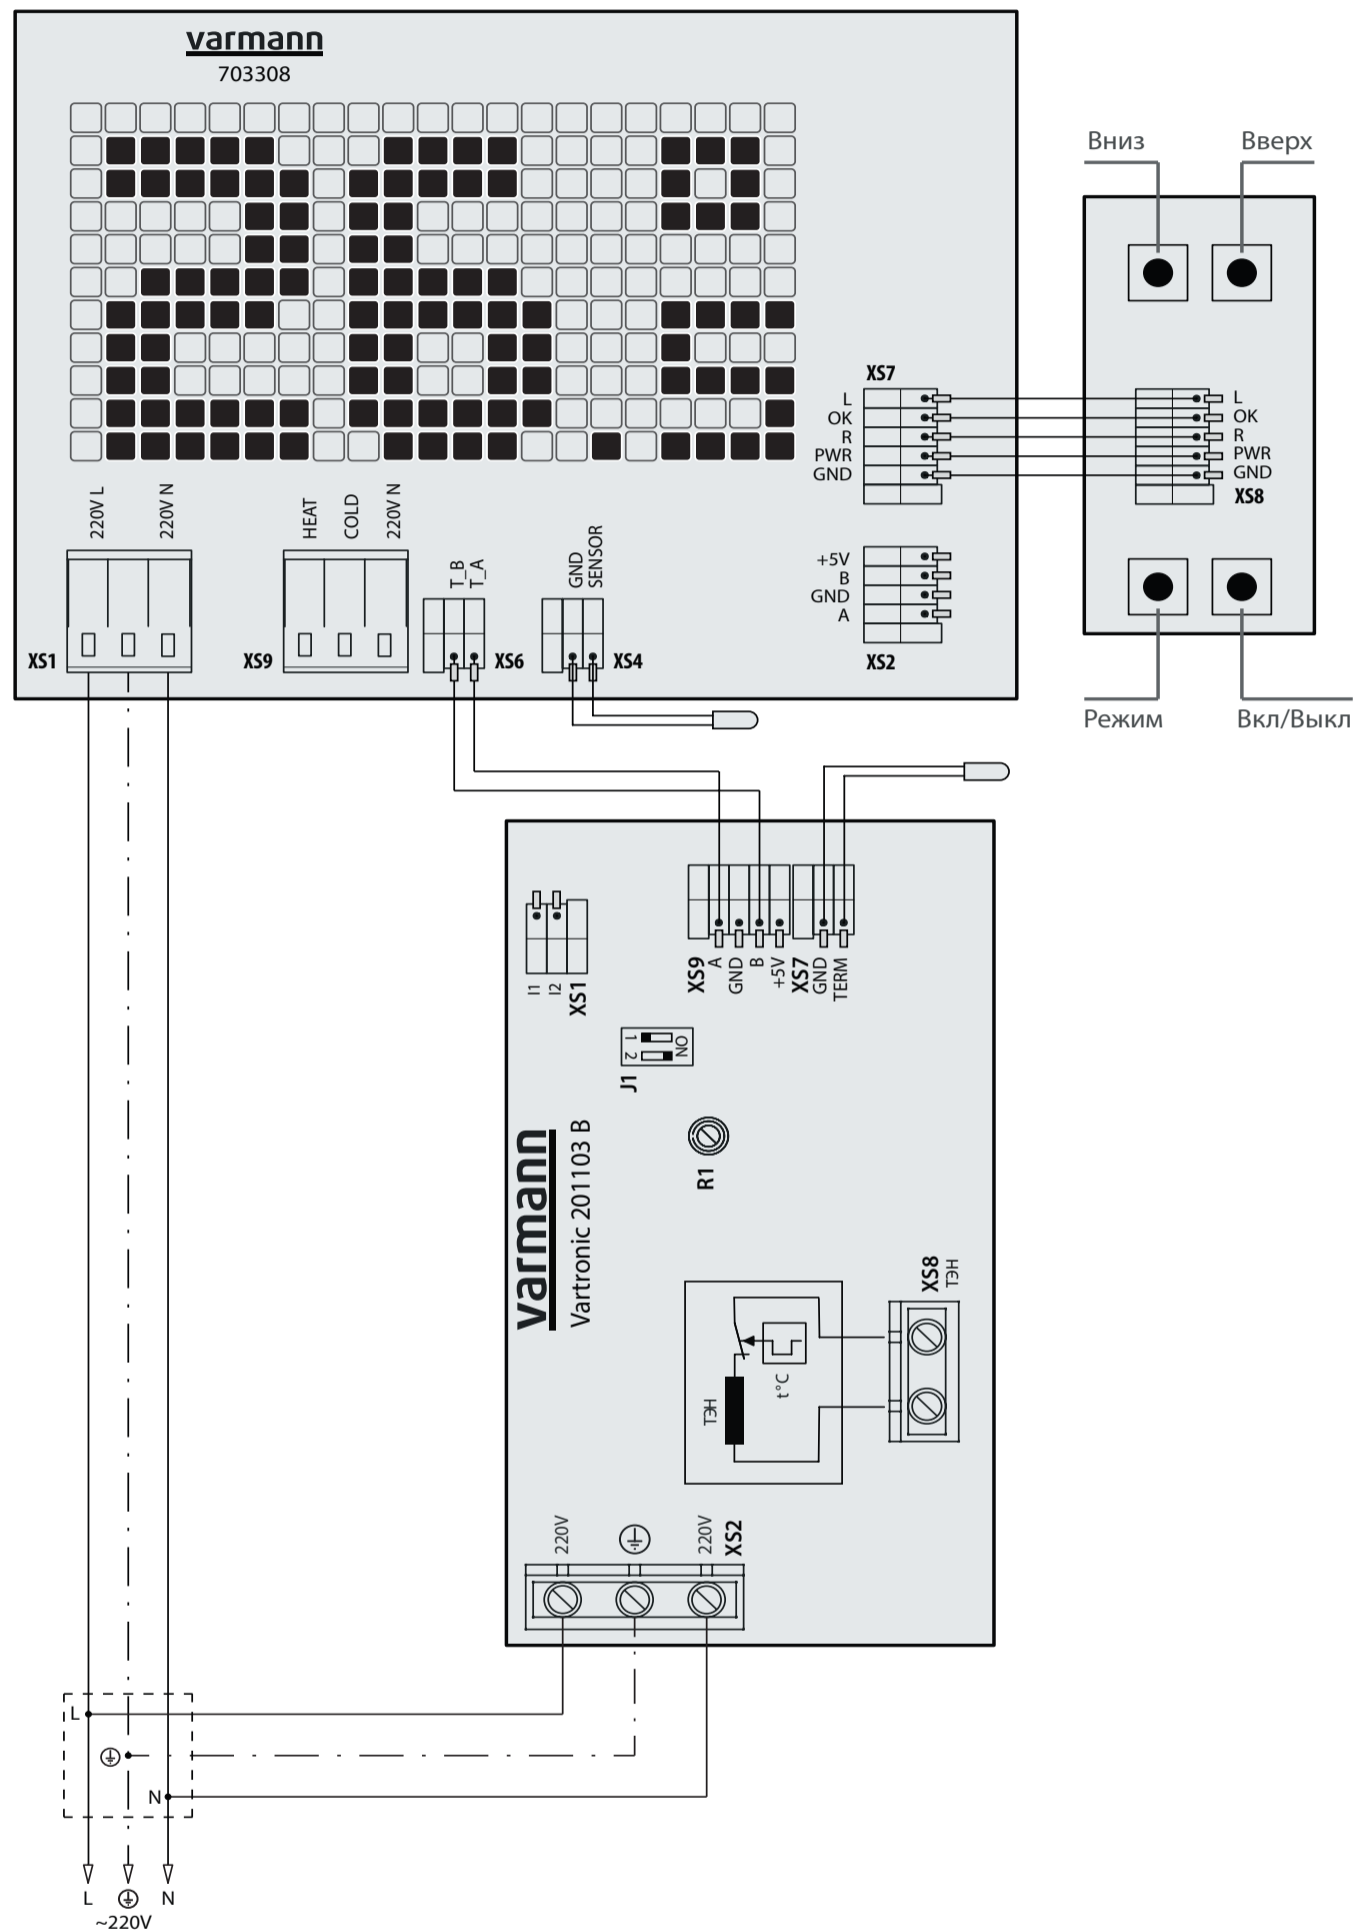 varmann
703308
26.5
Вниз
Вверх
XS7
L
OK
R
PWR
GND
L
OK
R
PWR
GND
XS8
220V L
220V N
HEAT
COLD
220V N
T_B
T_A
GND
SENSOR
+5V
B
GND
A
XS1
XS9
XS6
XS4
XS2
Режим
Вкл/Выкл
I1
I2
XS1
XS9
A
GND
B
+5V
XS7
GND
TERM
1
2
ON
J1
R1
varmann
Vartronic 201103 B
XS8
ТЭН
t°C
ТЭН
220V
220V
XS2
L
N
L
N
~220V